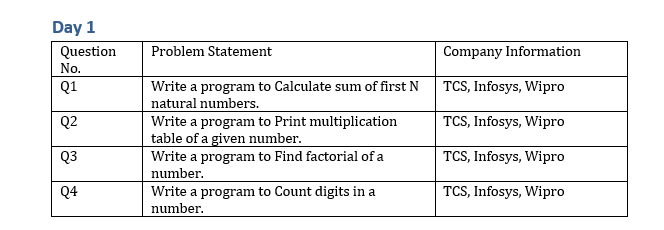 Day 1
Question No. Problem Statement Company Information
Q1 Write a program to Calculate sum of first N natural numbers. TCS, Infosys, Wipro
Q2 Write a program to Print multiplication table of a given number. TCS, Infosys, Wipro
Q3 Write a program to Find factorial of a number. TCS, Infosys, Wipro
Q4 Write a program to Count digits in a number. TCS, Infosys, Wipro